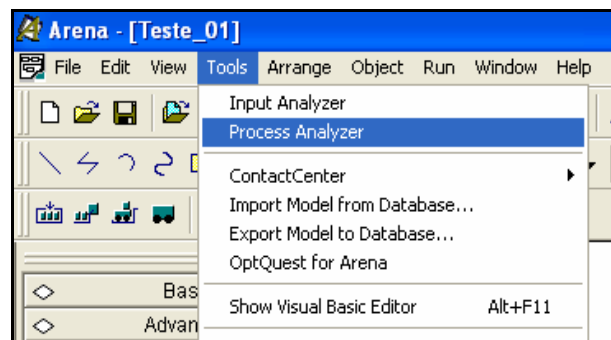 Arena - [Teste_01]
File Edit View Tools Arrange Object Run Window Help
Input Analyzer
Process Analyzer
ContactCenter
Import Model from Database...
Export Model to Database...
OptQuest for Arena
Show Visual Basic Editor Alt+F11
Bas
Advan